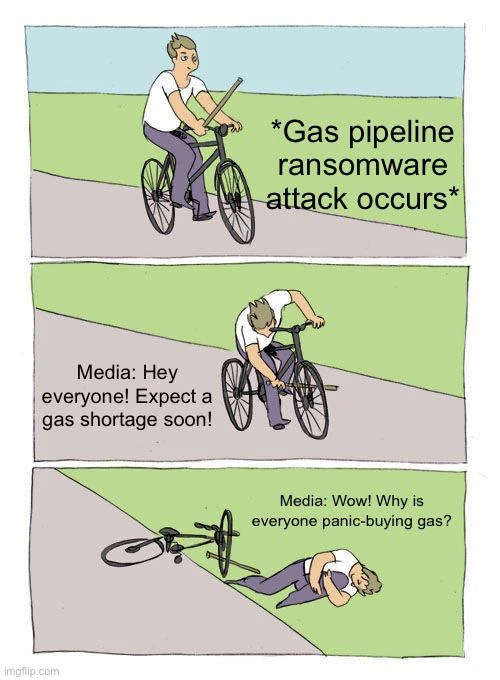 *Gas pipeline
ransomware
attack occurs*
Media: Hey
everyone! Expect a
gas shortage soon!
Media: Wow! Why is
everyone panic-buying gas?
imgflip.com